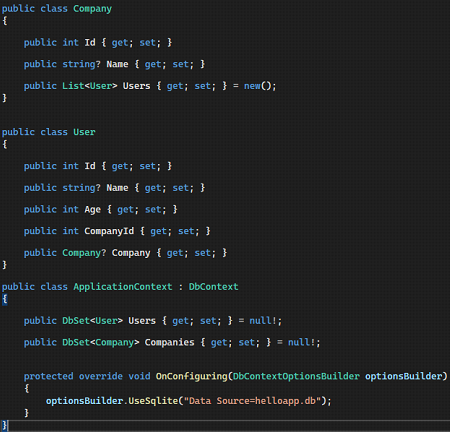 public class Company
{
public int Id { get; set; }
public string? Name { get; set; }
public List<User> Users { get; set; } = new();
}
public class User
{
public int Id { get; set; }
public string? Name { get; set; }
public int Age { get; set; }
public int CompanyId { get; set; }
public Company? Company { get; set; }
}
public class ApplicationContext : DbContext
{
public DbSet<User> Users { get; set; } = null!;
public DbSet<Company> Companies { get; set; } = null!;
protected override void OnConfiguring(DbContextOptionsBuilder optionsBuilder)
{
optionsBuilder.UseSqlite("Data Source=helloapp.db");
}
}